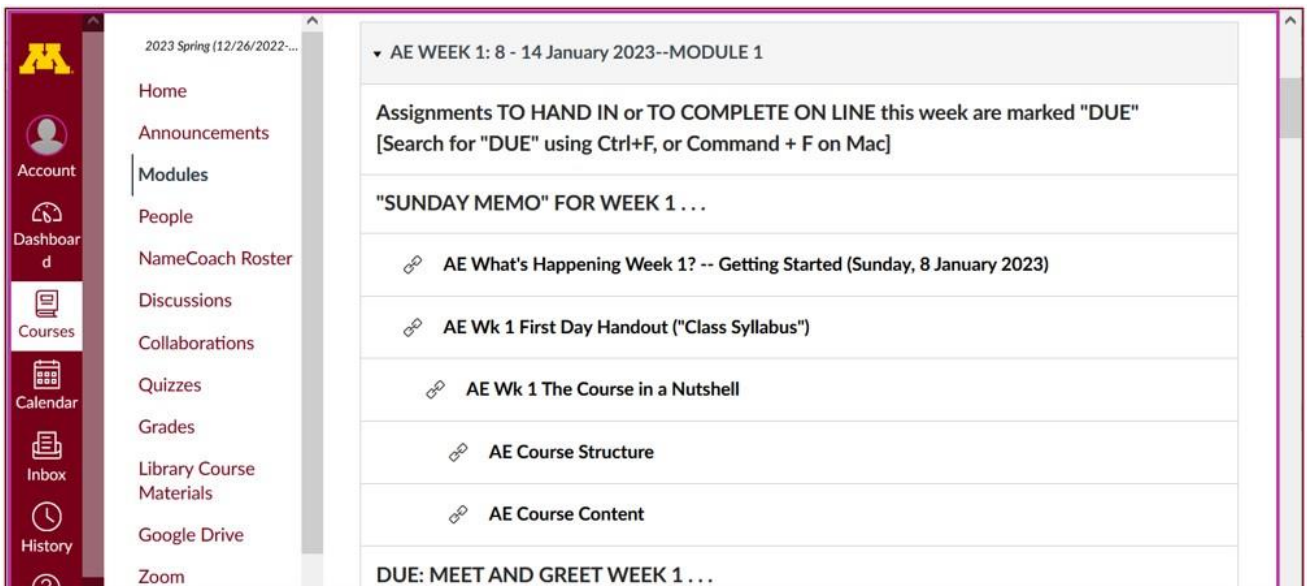 Account
Dashboar
d
Courses
Calendar
Inbox
History
2023 Spring (12/26/2022-...
Home
Announcements
Modules
People
NameCoach Roster
Discussions
Collaborations
Quizzes
Grades
Library Course
Materials
Google Drive
Zoom
AE WEEK 1: 8 - 14 January 2023--MODULE 1
Assignments TO HAND IN or TO COMPLETE ON LINE this week are marked "DUE"
[Search for "DUE" using Ctrl+F, or Command + F on Mac]
"SUNDAY MEMO" FOR WEEK 1 . . .
AE What's Happening Week 1? -- Getting Started (Sunday, 8 January 2023)
AE Wk 1 First Day Handout ("Class Syllabus")
AE Wk 1 The Course in a Nutshell
AE Course Structure
AE Course Content
DUE: MEET AND GREET WEEK 1 . . .